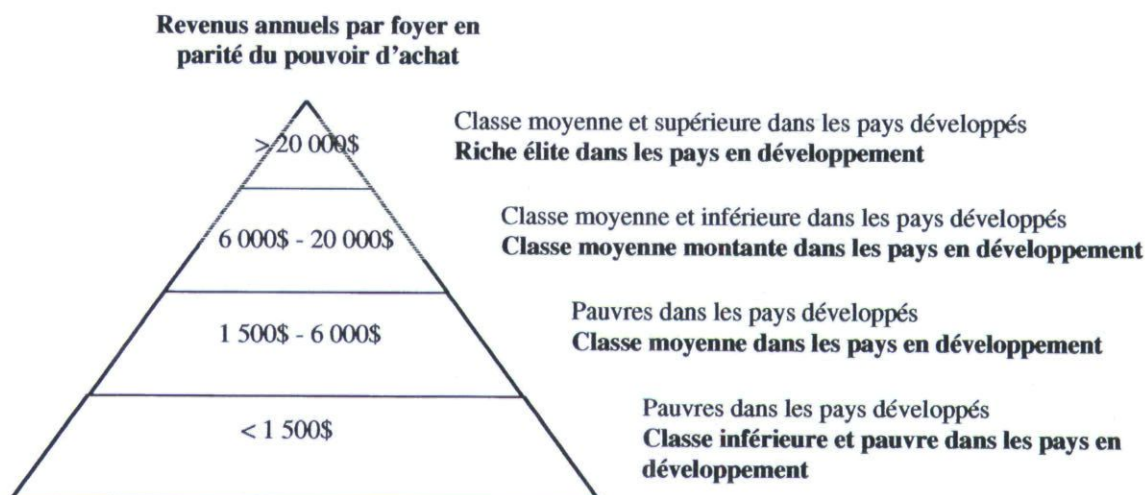 Revenus annuels par foyer en
parité du pouvoir d'achat
> 20 000$
Classe moyenne et supérieure dans les pays développés
Riche élite dans les pays en développement
6 000$ - 20 000$
Classe moyenne et inférieure dans les pays développés
Classe moyenne montante dans les pays en développement
1 500$ - 6 000$
Pauvres dans les pays développés
Classe moyenne dans les pays en développement
< 1 500$
Pauvres dans les pays développés
Classe inférieure et pauvre dans les pays en
développement